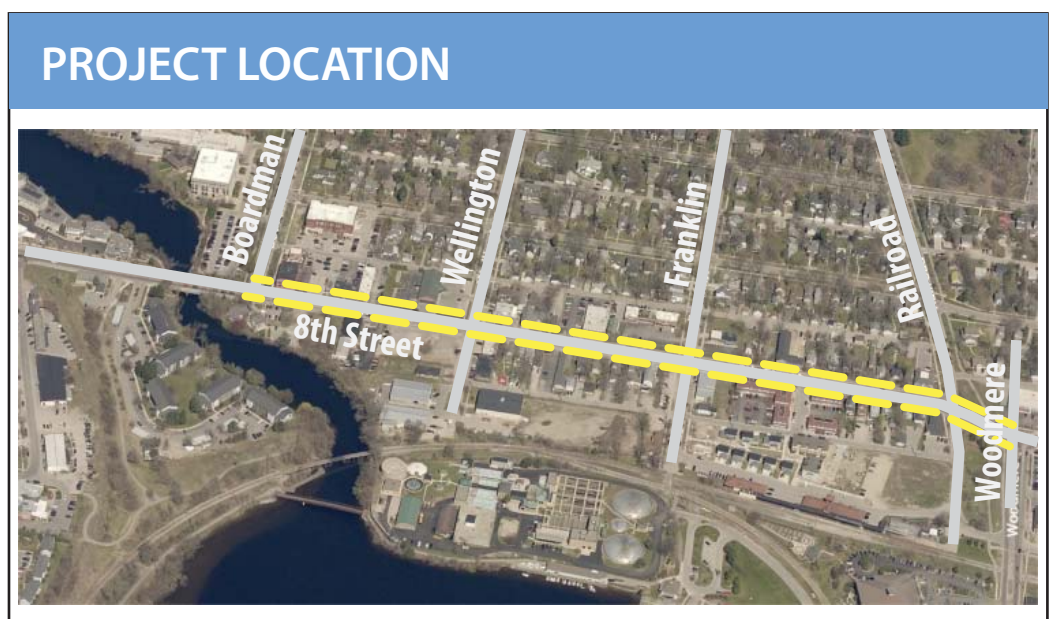 PROJECT LOCATION
Boardman
Wellington
Franklin
Railroad
8th Street
Woodmere